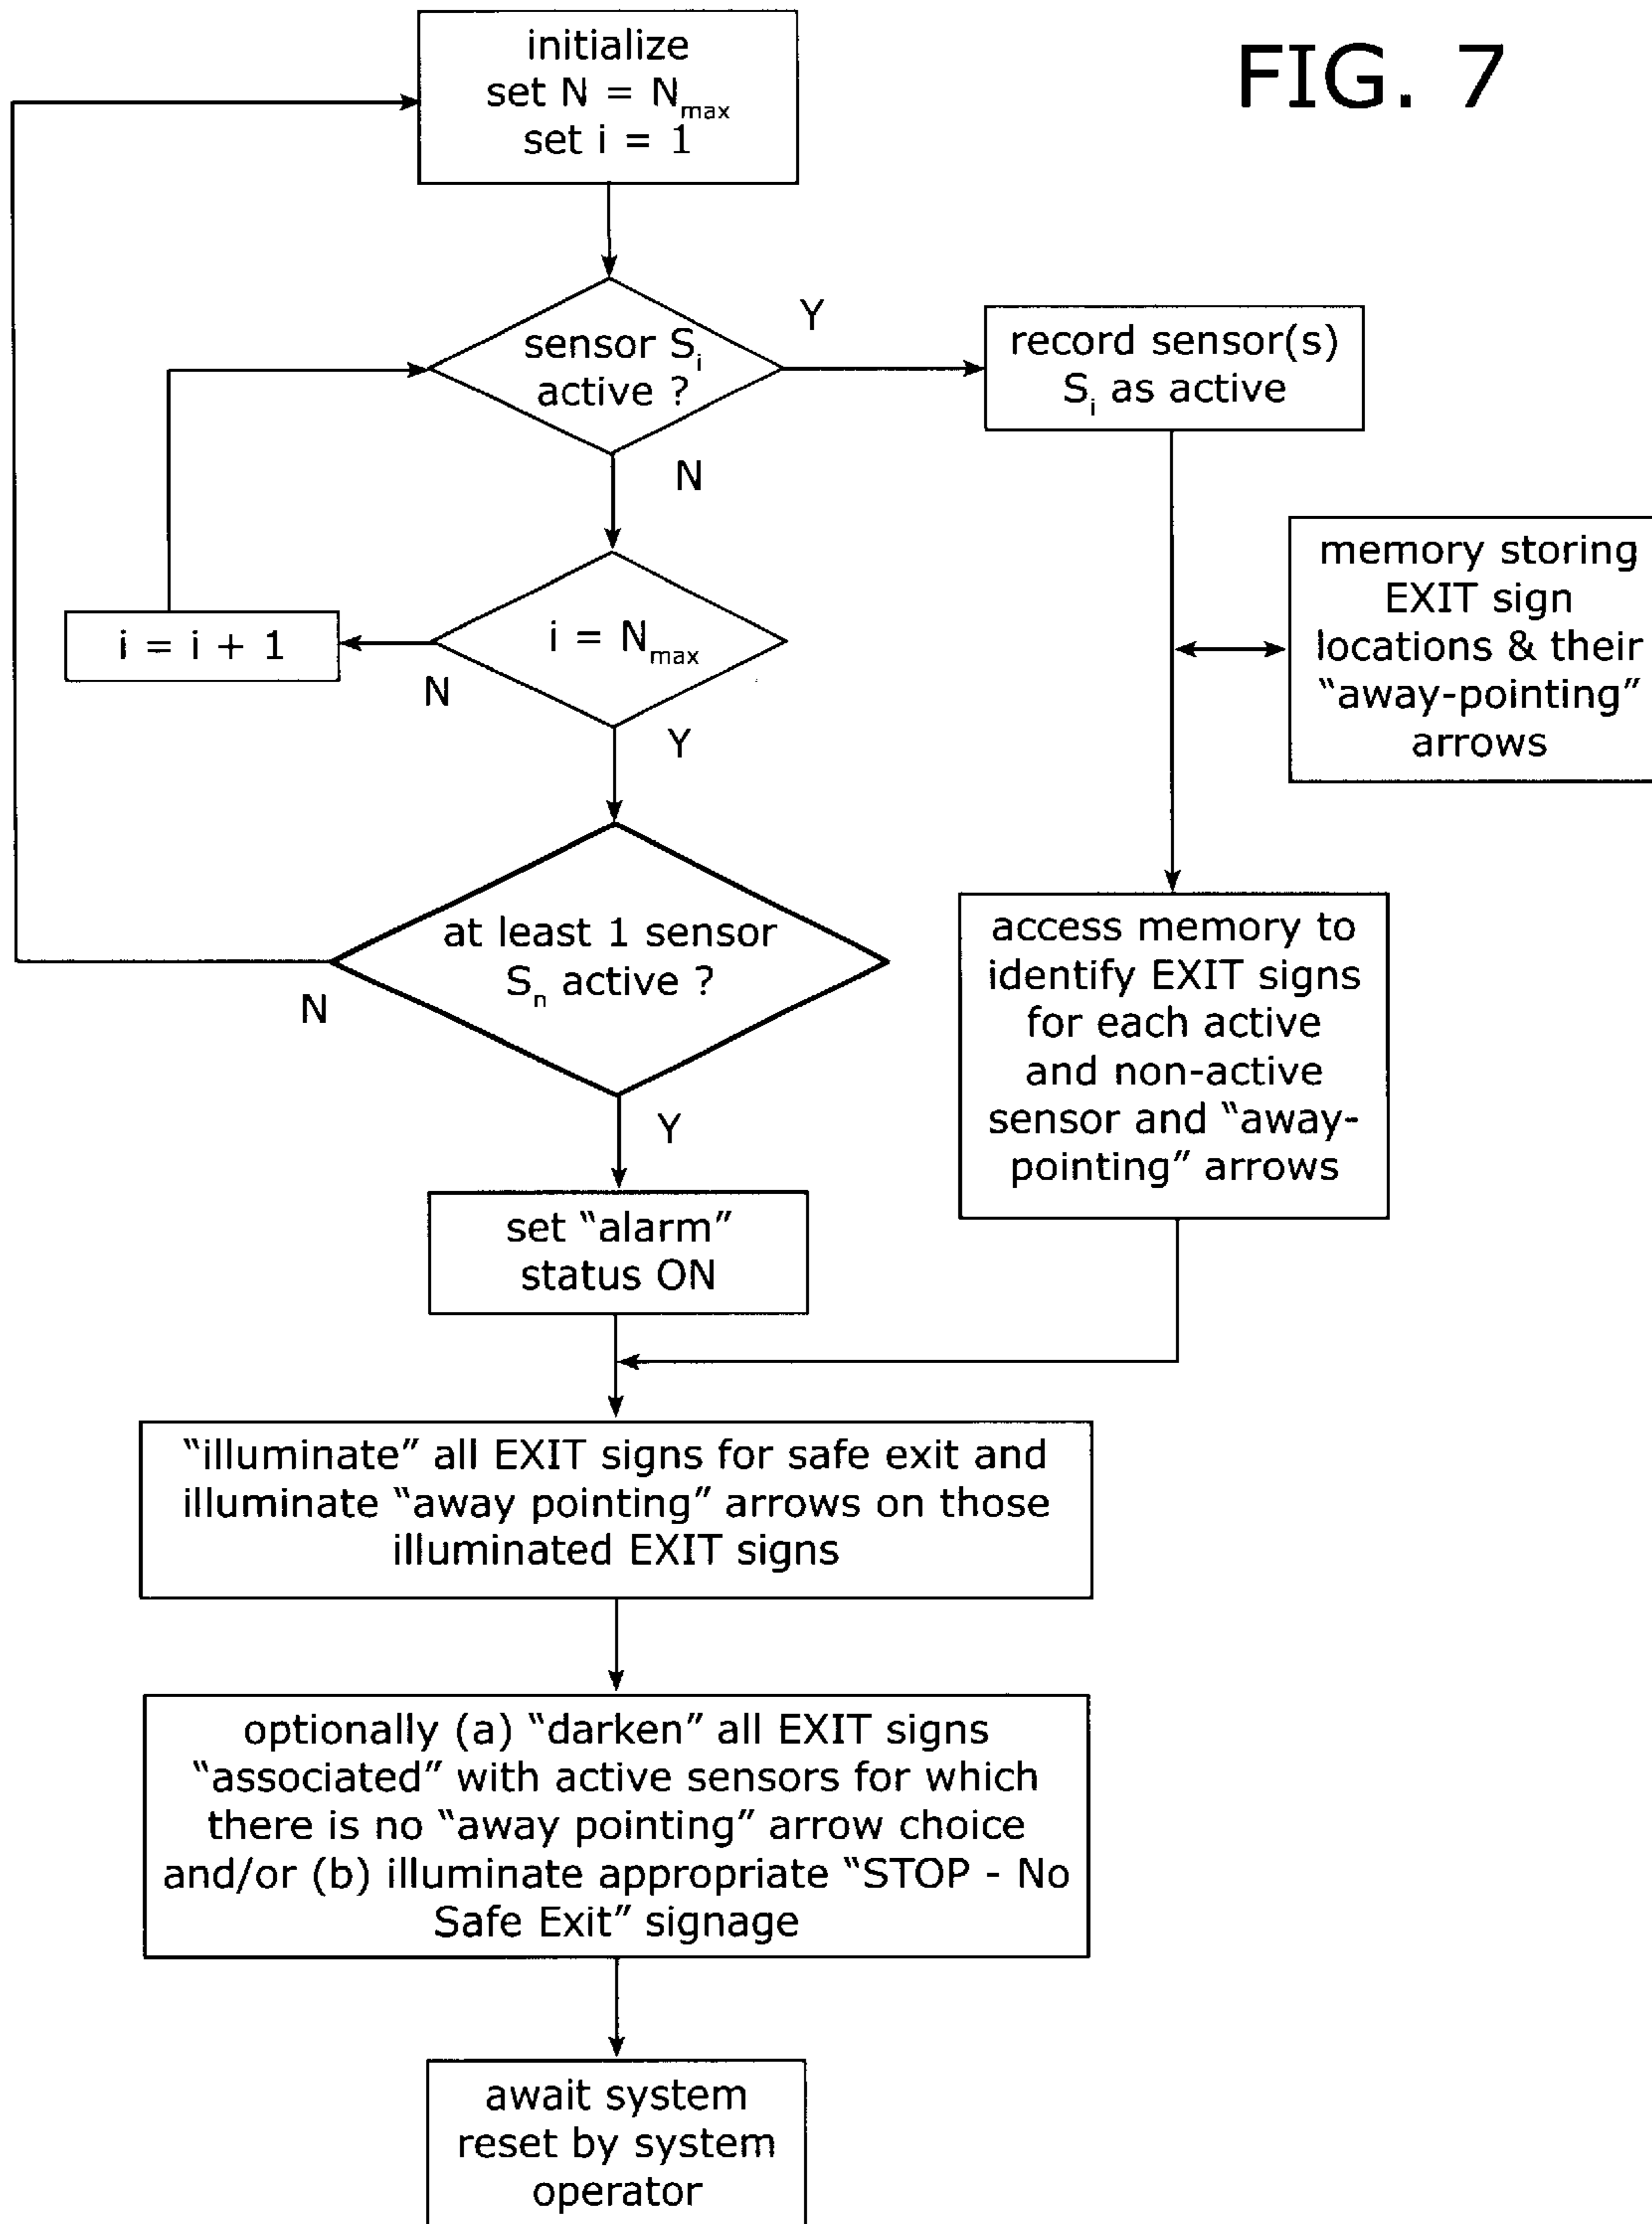 FIG. 7
initialize
set N = Nmax
set i = 1
sensor Si
active ?
Y
record sensor(s)
Si as active
N
memory storing
EXIT sign
locations & their
“away-pointing”
arrows
i = Nmax
i = i + 1
N
Y
at least 1 sensor
Sn active ?
N
Y
access memory to
identify EXIT signs
for each active
and non-active
sensor and “away-
pointing” arrows
set “alarm”
status ON
“illuminate” all EXIT signs for safe exit and
illuminate “away pointing” arrows on those
illuminated EXIT signs
optionally (a) “darken” all EXIT signs
“associated” with active sensors for which
there is no “away pointing” arrow choice
and/or (b) illuminate appropriate “STOP - No
Safe Exit” signage
await system
reset by system
operator